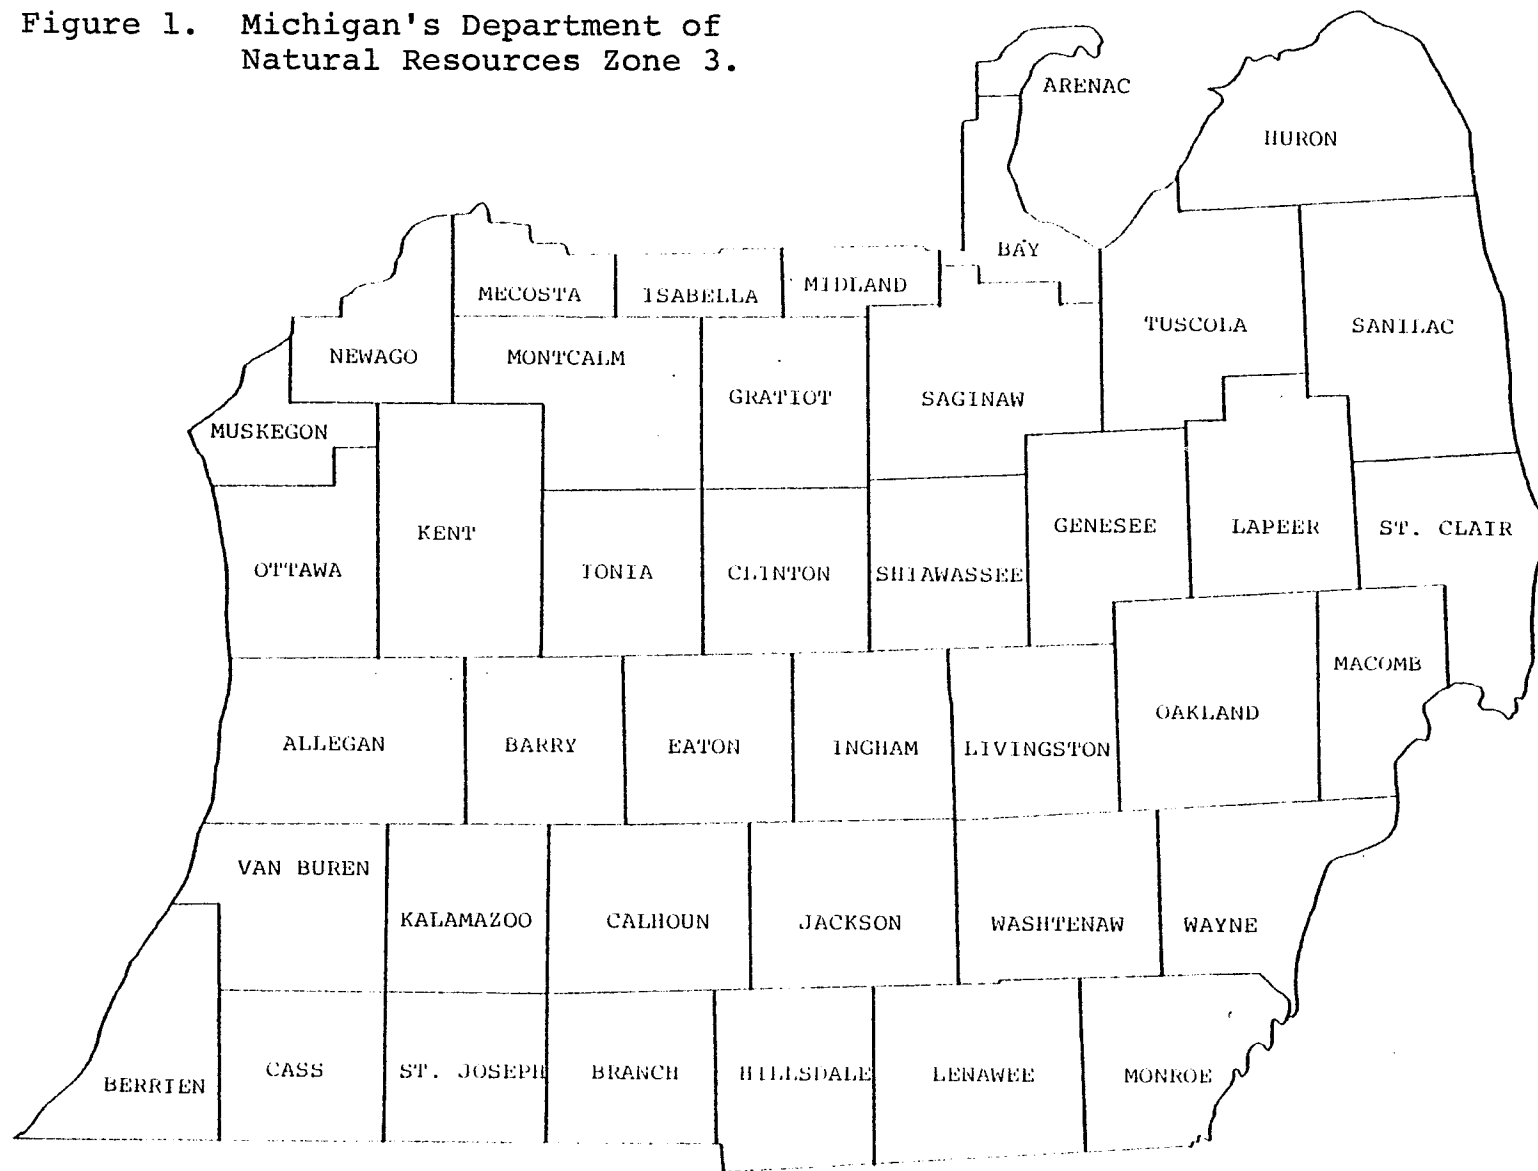 Figure 1. Michigan's Department of
Natural Resources Zone 3.
ARENAC
HURON
BAY
MECOSTA
ISABELLA
MIDLAND
TUSCOLA
SANILAC
NEWAGO
MONTCALM
GRATIOT
SAGINAW
MUSKEGON
KENT
GENESEE
LAPEER
ST. CLAIR
OTTAWA
IONIA
CLINTON
SHIAWASSEE
MACOMB
OAKLAND
ALLEGAN
BARRY
EATON
INGHAM
LIVINGSTON
VAN BUREN
KALAMAZOO
CALHOUN
JACKSON
WASHTENAW
WAYNE
BERRIEN
CASS
ST. JOSEPH
BRANCH
HILLSDALE
LENAWEE
MONROE